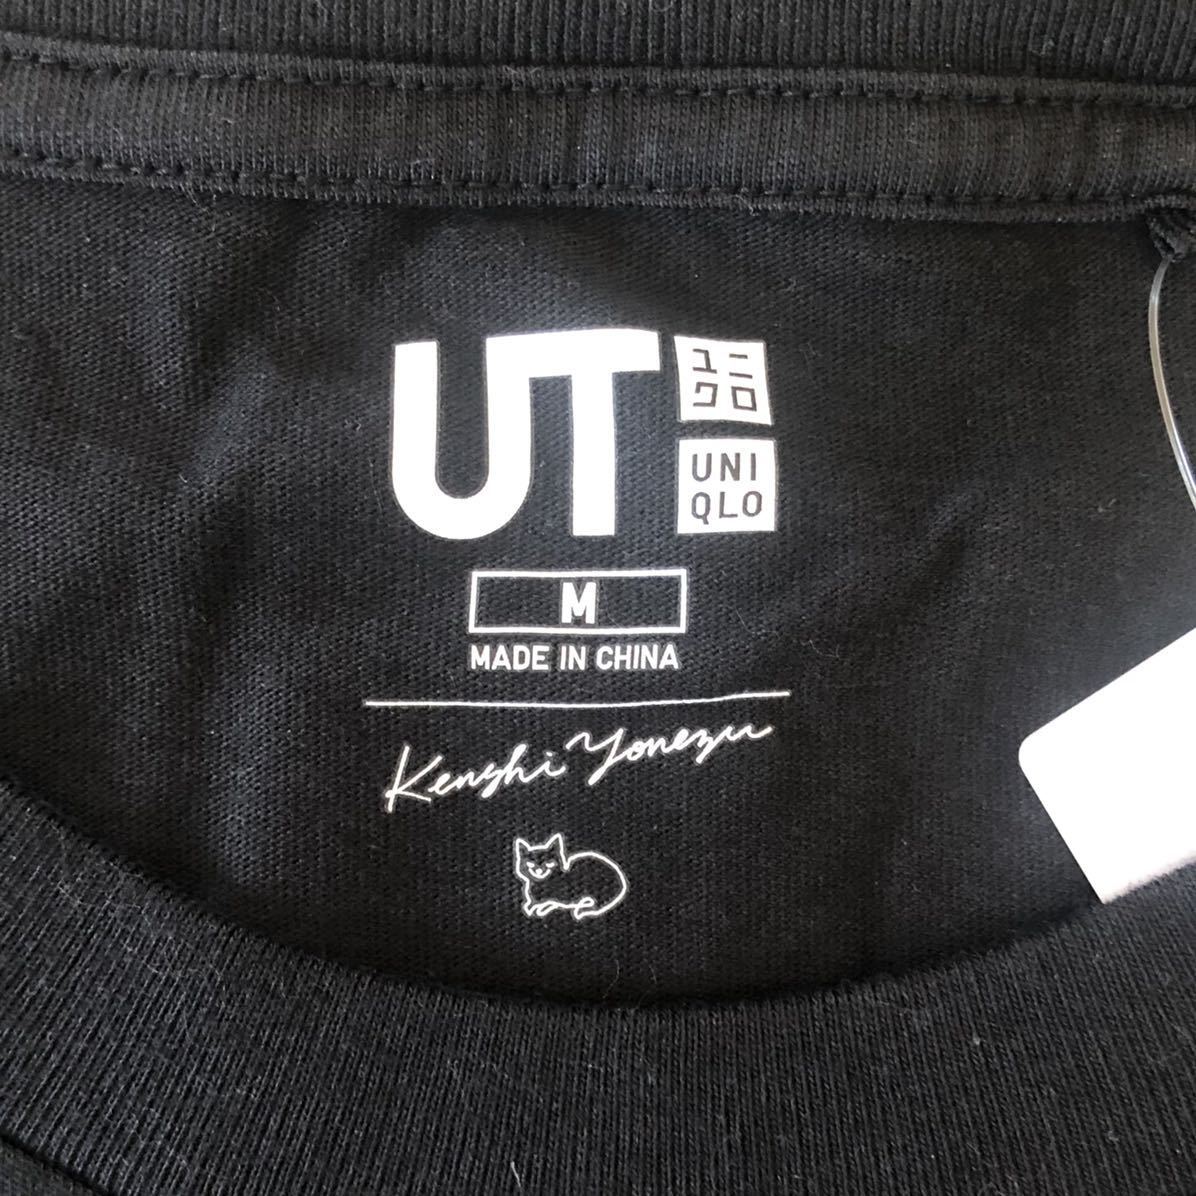 UT
ユニ
クロ
UNI
QLO
M
MADE IN CHINA
Kenshi Yonezu